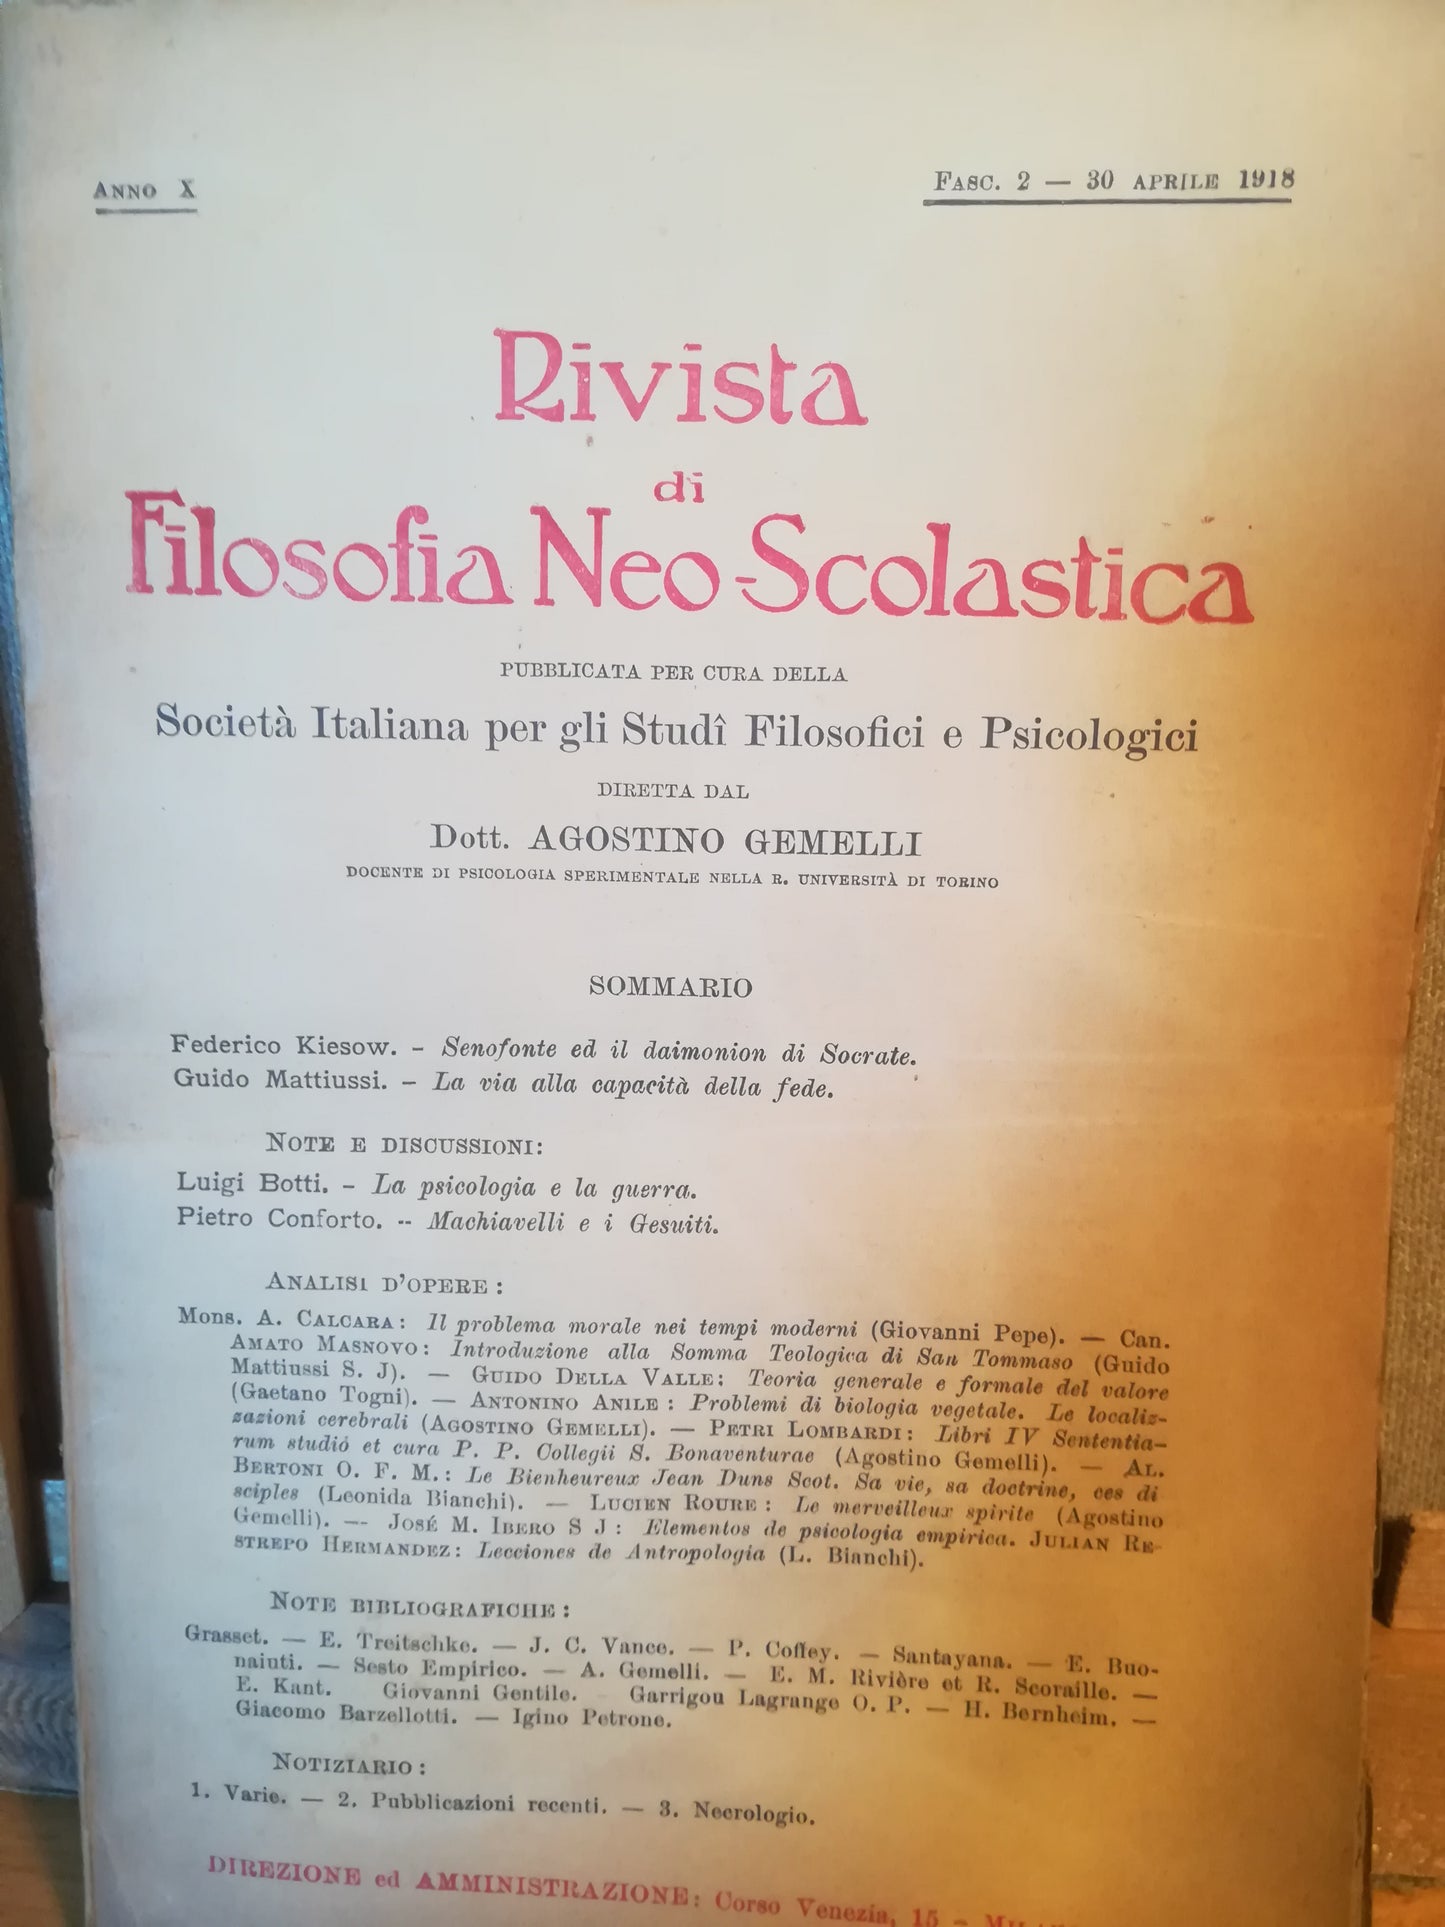 Anno X
Fasc. 2 — 30 aprile 1918
Rivista
di
Filosofia Neo-Scolastica
PUBBLICATA PER CURA DELLA
Società Italiana per gli Studî Filosofici e Psicologici
DIRETTA DAL
Dott. AGOSTINO GEMELLI
DOCENTE DI PSICOLOGIA SPERIMENTALE NELLA R. UNIVERSITÀ DI TORINO
SOMMARIO
Federico Kiesow. – Senofonte ed il daimonion di Socrate.
Guido Mattiussi. – La via alla capacità della fede.
Note e discussioni:
Luigi Botti. – La psicologia e la guerra.
Pietro Conforto. -- Machiavelli e i Gesuiti.
Analisi d'opere:
Mons. A. Calcara: Il problema morale nei tempi moderni (Giovanni Pepe). — Can.
Amato Masnovo: Introduzione alla Somma Teologica di San Tommaso (Guido
Mattiussi S. J). — Guido Della Valle: Teoria generale e formale del valore
(Gaetano Togni). — Antonino Anile: Problemi di biologia vegetale. Le localiz-
zazioni cerebrali (Agostino Gemelli). — Petri Lombardi: Libri IV Sententia-
rum studió et cura P. P. Collegii S. Bonaventurae (Agostino Gemelli). — Al.
Bertoni O. F. M.: Le Bienheureux Jean Duns Scot. Sa vie, sa doctrine, ces di
sciples (Leonida Bianchi). — Lucien Roure: Le merveilleux spirite (Agostino
Gemelli). -- José M. Ibero S J: Elementos de psicologia empirica. Julian Re-
strepo Hermandez: Lecciones de Antropologia (L. Bianchi).
Note bibliografiche:
Grasset. — E. Treitschke. — J. C. Vance. — P. Coffey. — Santayana. — E. Buo-
naiuti. — Sesto Empirico. — A. Gemelli. — E. M. Rivière et R. Scoraille. —
E. Kant. Giovanni Gentile. Garrigou Lagrange O. P. — H. Bernheim. —
Giacomo Barzellotti. — Igino Petrone.
Notiziario:
1. Varie. — 2. Pubblicazioni recenti. — 3. Necrologio.
DIREZIONE ed AMMINISTRAZIONE: Corso Venezia, 15 -